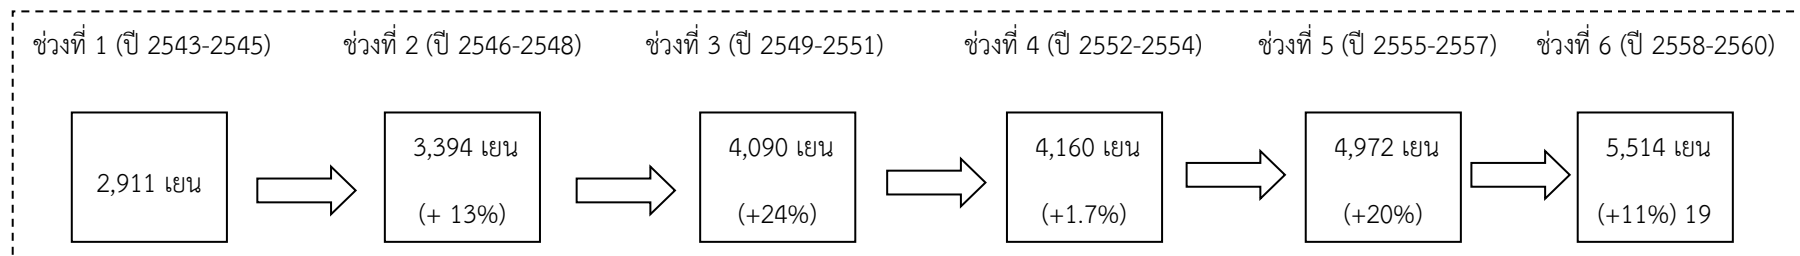 ช่วงที่ 1 (ปี 2543-2545) ช่วงที่ 2 (ปี 2546-2548) ช่วงที่ 3 (ปี 2549-2551) ช่วงที่ 4 (ปี 2552-2554) ช่วงที่ 5 (ปี 2555-2557) ช่วงที่ 6 (ปี 2558-2560)
2,911 เยน
3,394 เยน
(+ 13%)
4,090 เยน
(+24%)
4,160 เยน
(+1.7%)
4,972 เยน
(+20%)
5,514 เยน
(+11%) 19